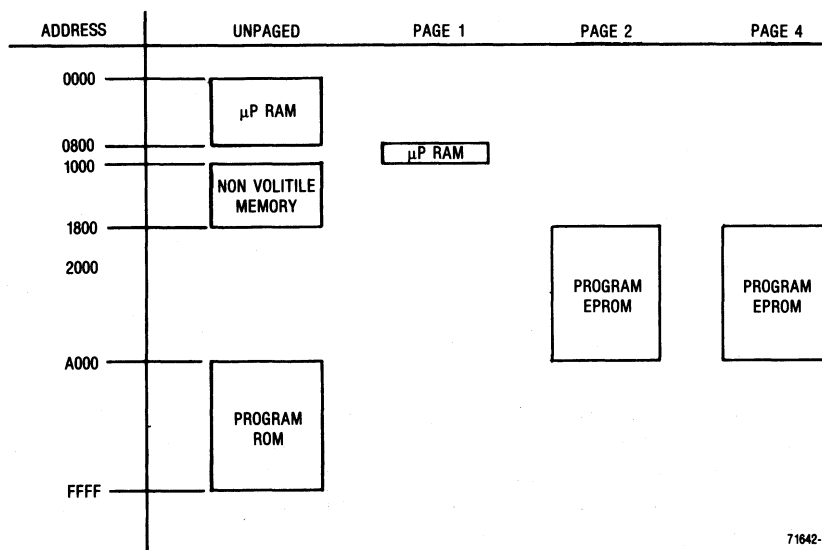 ADDRESS UNPAGED PAGE 1 PAGE 2 PAGE 4
0000
µP RAM
0800
µP RAM
1000
NON VOLITILE
MEMORY
1800
2000
PROGRAM
EPROM
PROGRAM
EPROM
A000
PROGRAM
ROM
FFFF
71642-